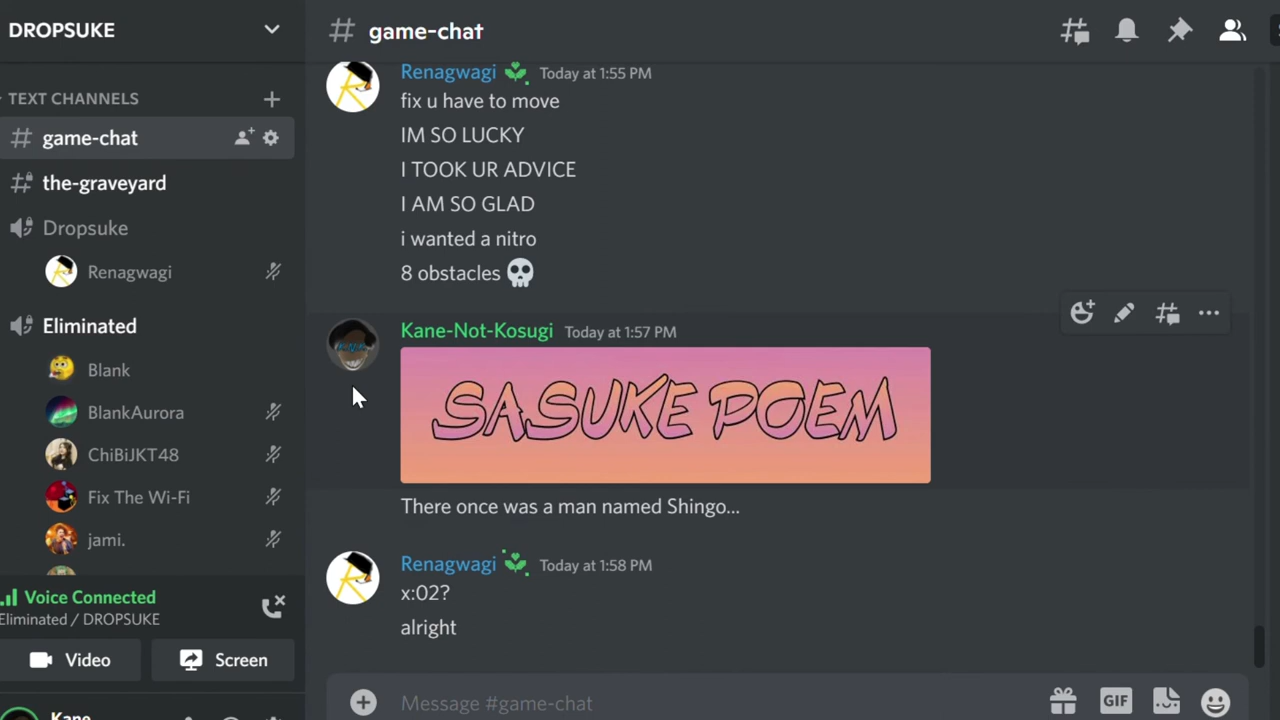 DROPSUKE
TEXT CHANNELS
game-chat
the-graveyard
Dropsuke
Renagwagi
Eliminated
Blank
BlankAurora
ChiBiJKT48
Fix The Wi-Fi
jami.
Voice Connected
Eliminated / DROPSUKE
Video
Screen
Kane
# game-chat
Renagwagi Today at 1:55 PM
fix u have to move
IM SO LUCKY
I TOOK UR ADVICE
I AM SO GLAD
i wanted a nitro
8 obstacles
Kane-Not-Kosugi Today at 1:57 PM
SASUKE POEM
There once was a man named Shingo...
Renagwagi Today at 1:58 PM
x:02?
alright
Message #game-chat
GIF